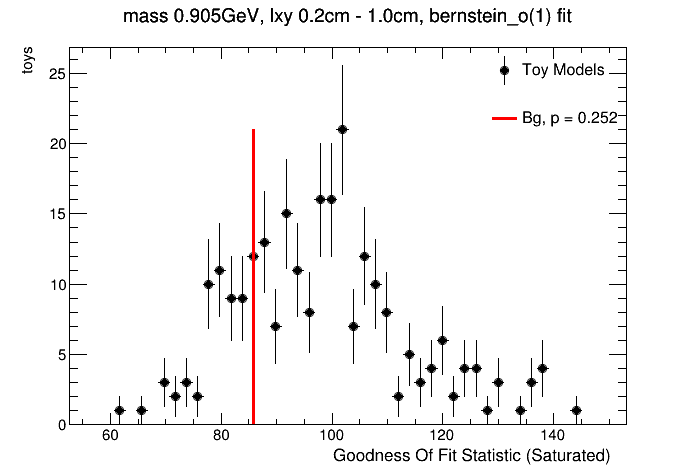 mass 0.905GeV, lxy 0.2cm - 1.0cm, bernstein_o(1) fit
toys
Toy Models
Bg, p = 0.252
25
20
15
10
5
0
60 80 100 120 140
Goodness Of Fit Statistic (Saturated)